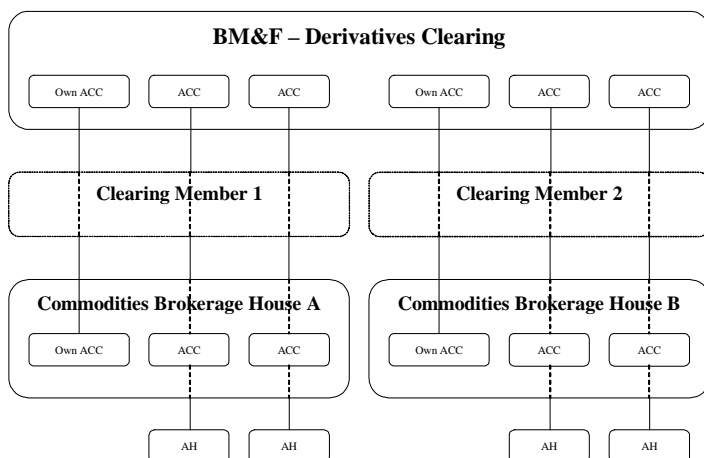 BM&F – Derivatives Clearing
Own ACC ACC ACC Own ACC ACC ACC
Clearing Member 1 Clearing Member 2
Commodities Brokerage House A Commodities Brokerage House B
Own ACC ACC ACC Own ACC ACC ACC
AH AH AH AH